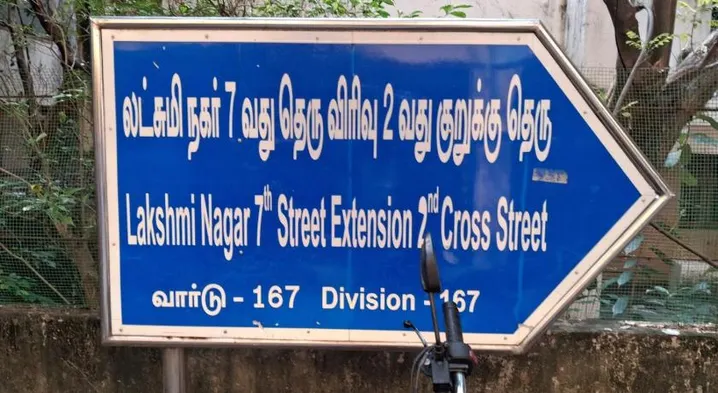 லட்சுமி நகர் 7 வது தெரு விரிவு 2 வது குறுக்கு தெரு
Lakshmi Nagar 7th Street Extension 2nd Cross Street
வார்டு - 167 Division - 167